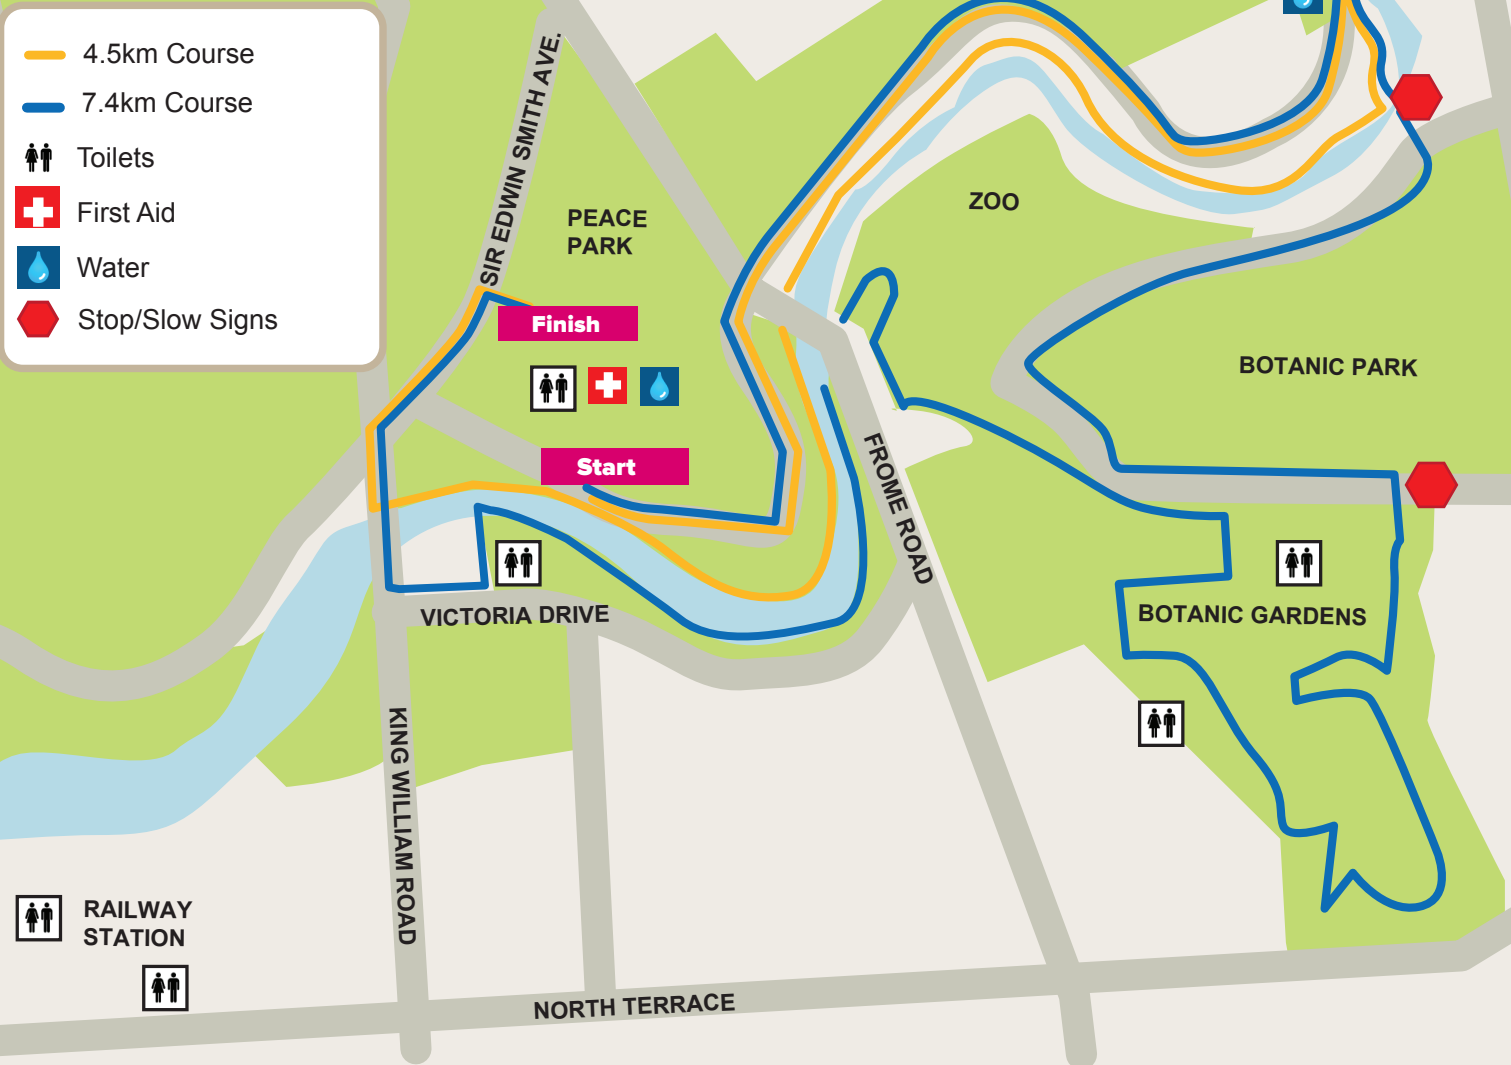 4.5km Course
7.4km Course
Toilets
First Aid
Water
Stop/Slow Signs
SIR EDWIN SMITH AVE.
PEACE
PARK
ZOO
Finish
BOTANIC PARK
Start
FROME ROAD
VICTORIA DRIVE
BOTANIC GARDENS
KING WILLIAM ROAD
RAILWAY
STATION
NORTH TERRACE